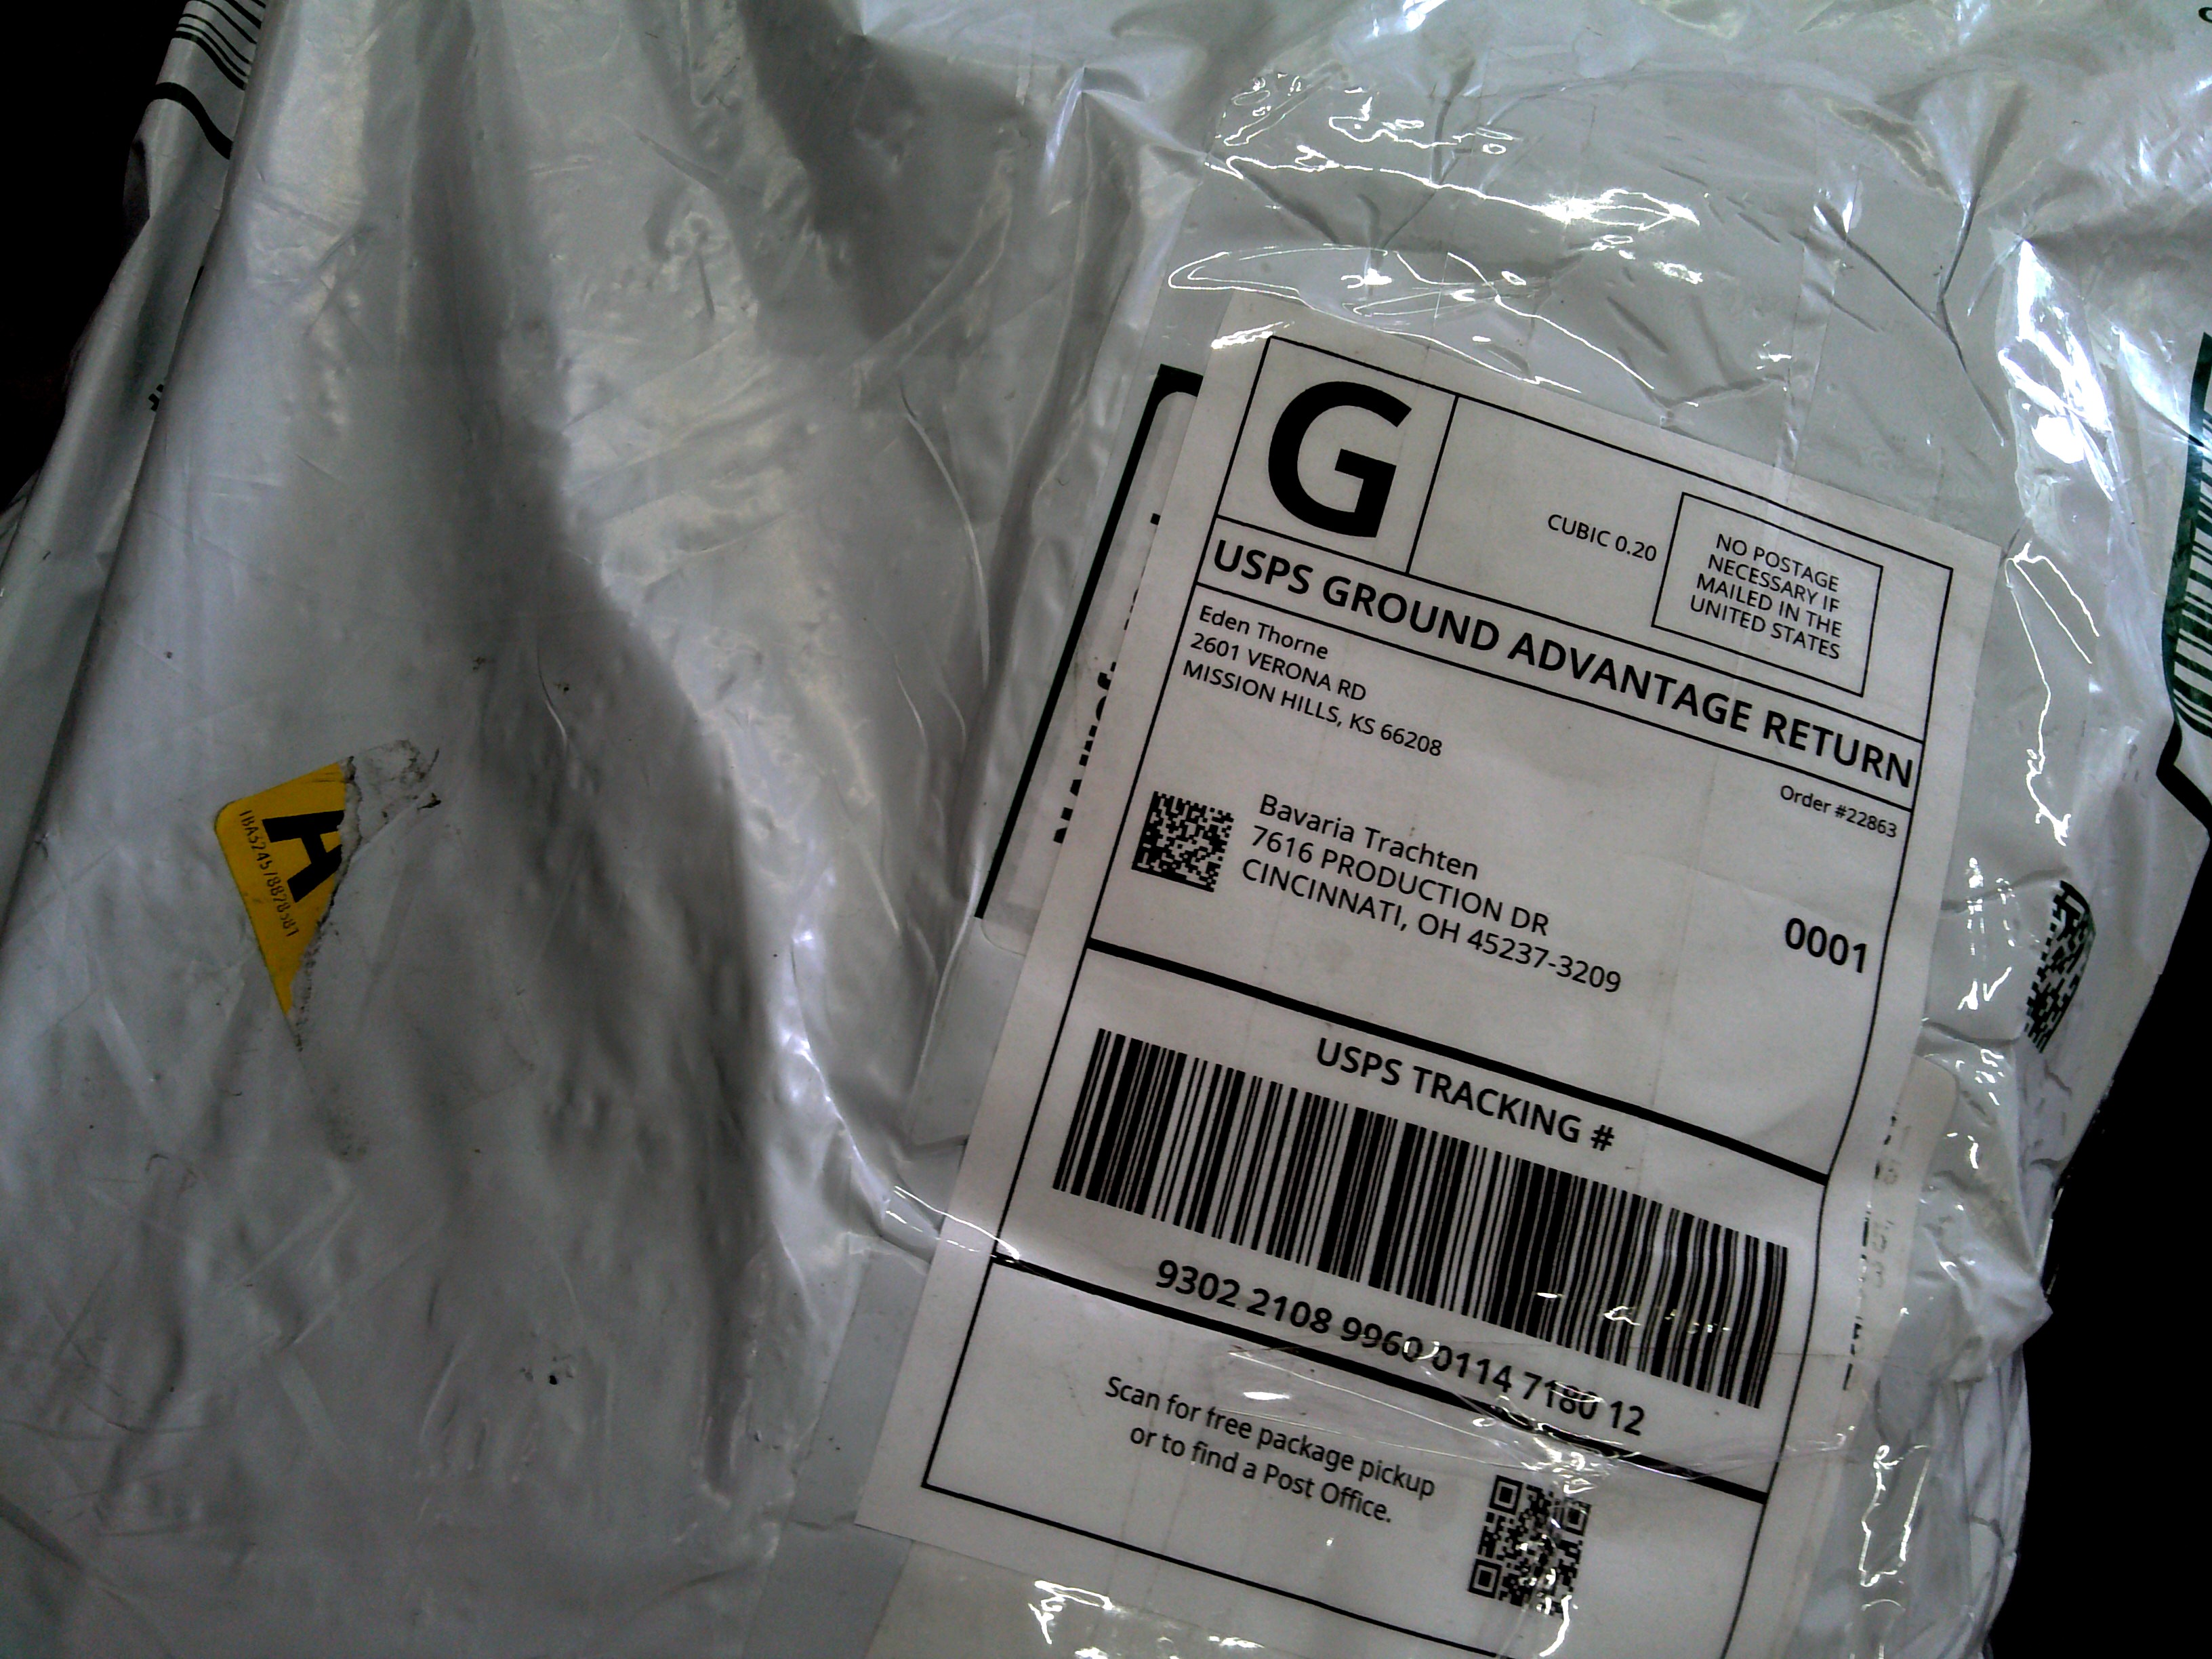 G
CUBIC 0.20
NO POSTAGE
NECESSARY IF
MAILED IN THE
UNITED STATES
USPS GROUND ADVANTAGE RETURN
Eden Thorne
2601 VERONA RD
MISSION HILLS, KS 66208
Order #22863
Bavaria Trachten
7616 PRODUCTION DR
CINCINNATI, OH 45237-3209
0001
USPS TRACKING #
9302 2108 9960 0114 7180 12
Scan for free package pickup
or to find a Post Office.
A